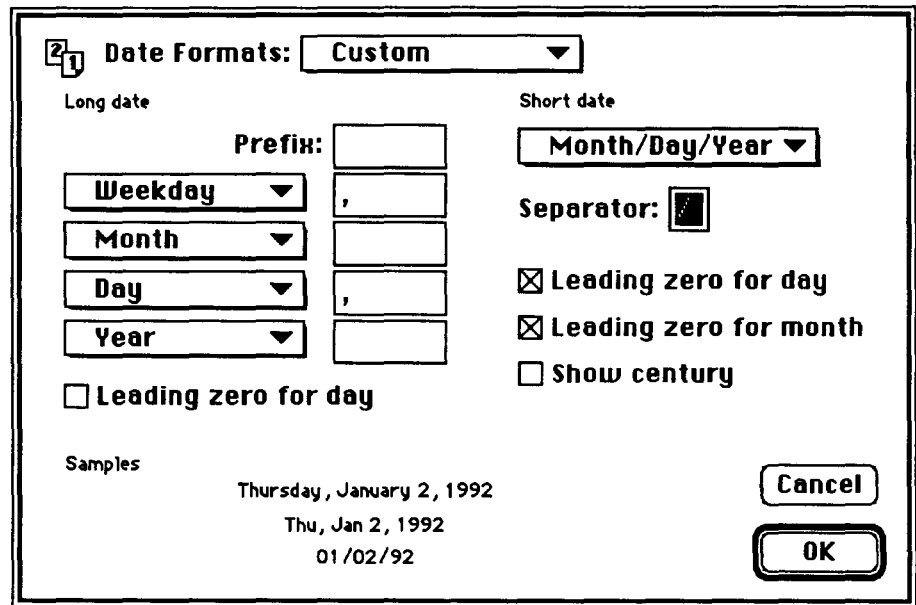 2 1 Date Formats: Custom
Long date
Prefix:
Weekday ,
Month
Day ,
Year
Leading zero for day
Short date
Month/Day/Year
Separator: /
Leading zero for day
Leading zero for month
Show century
Samples
Thursday, January 2, 1992
Thu, Jan 2, 1992
01/02/92
Cancel
OK